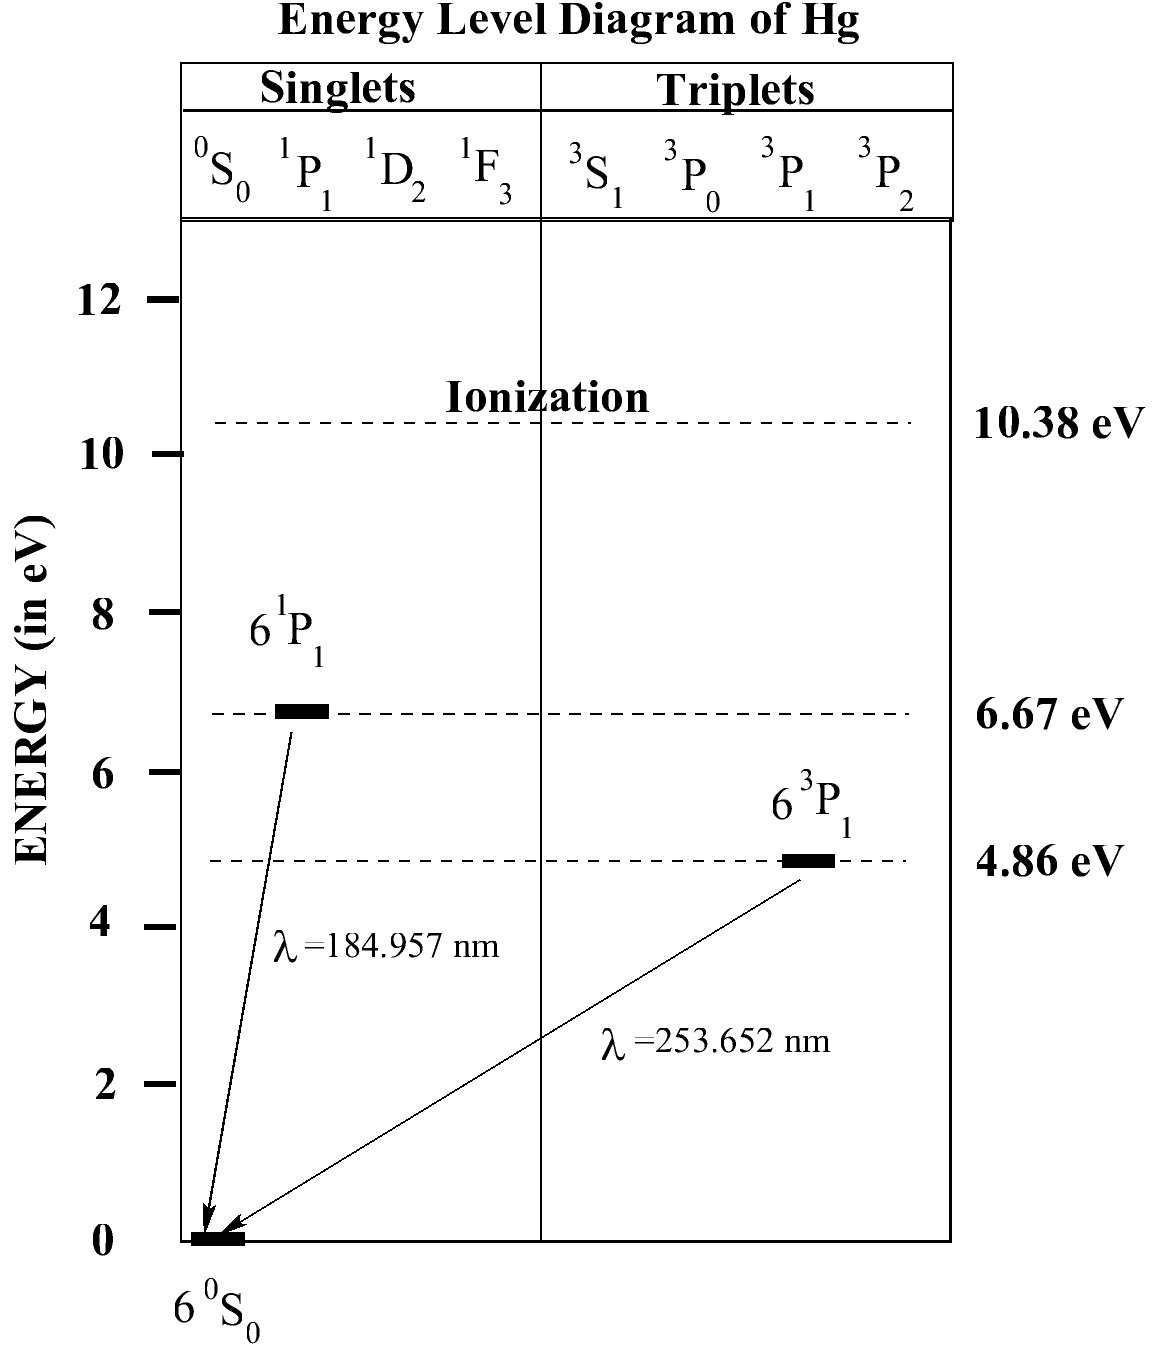 Energy Level Diagram of Hg
Singlets Triplets
⁰S₀ ¹P₁ ¹D₂ ¹F₃ ³S₁ ³P₀ ³P₁ ³P₂
12
Ionization
10.38 eV
10
ENERGY (in eV)
8
6 ¹P₁
6.67 eV
6
6 ³P₁
4.86 eV
4
λ =184.957 nm
λ =253.652 nm
2
0
6 ⁰S₀